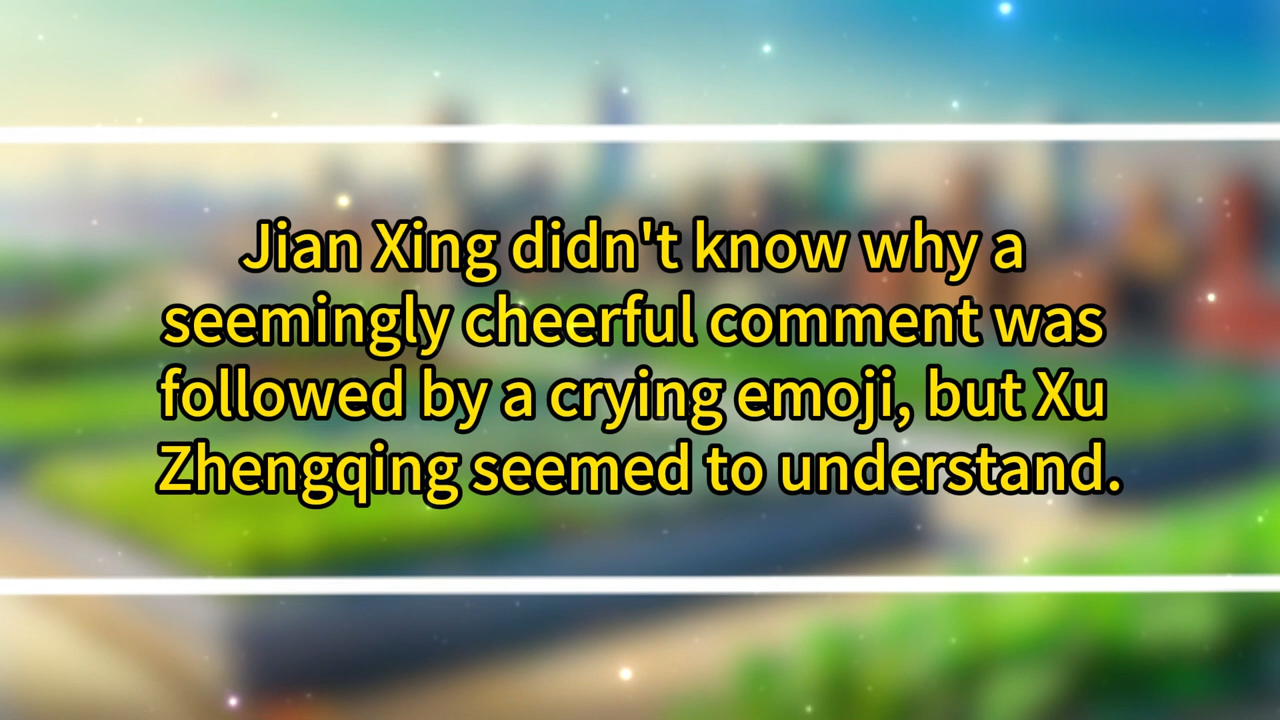 Jian Xing didn't know why a
seemingly cheerful comment was
followed by a crying emoji, but Xu
Zhengqing seemed to understand.